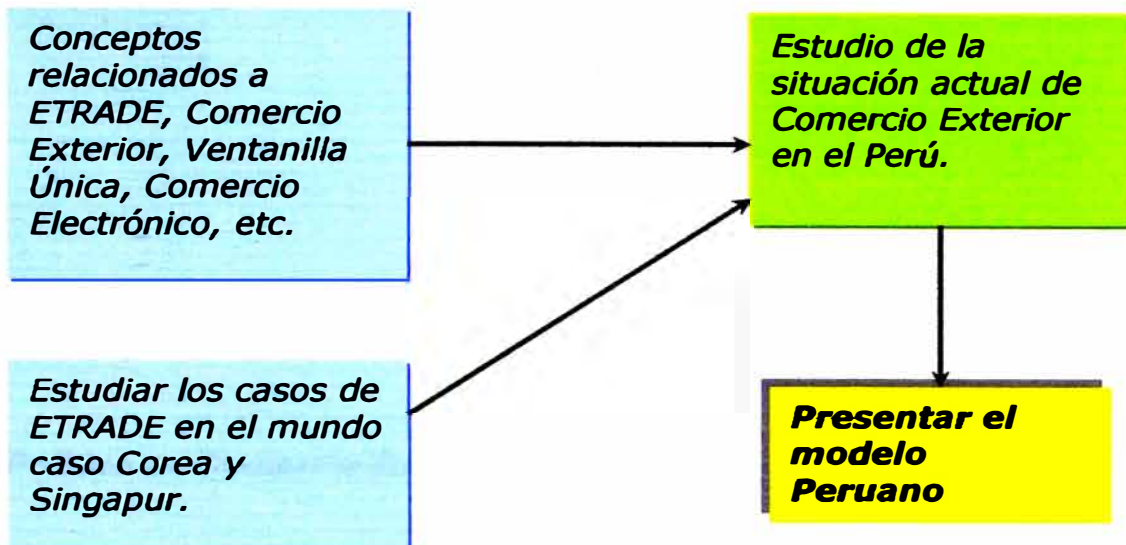 Conceptos
relacionados a
ETRADE, Comercio
Exterior, Ventanilla
Única, Comercio
Electrónico, etc.
Estudio de la
situación actual de
Comercio Exterior
en el Perú.
Estudiar los casos de
ETRADE en el mundo
caso Corea y
Singapur.
Presentar el
modelo
Peruano